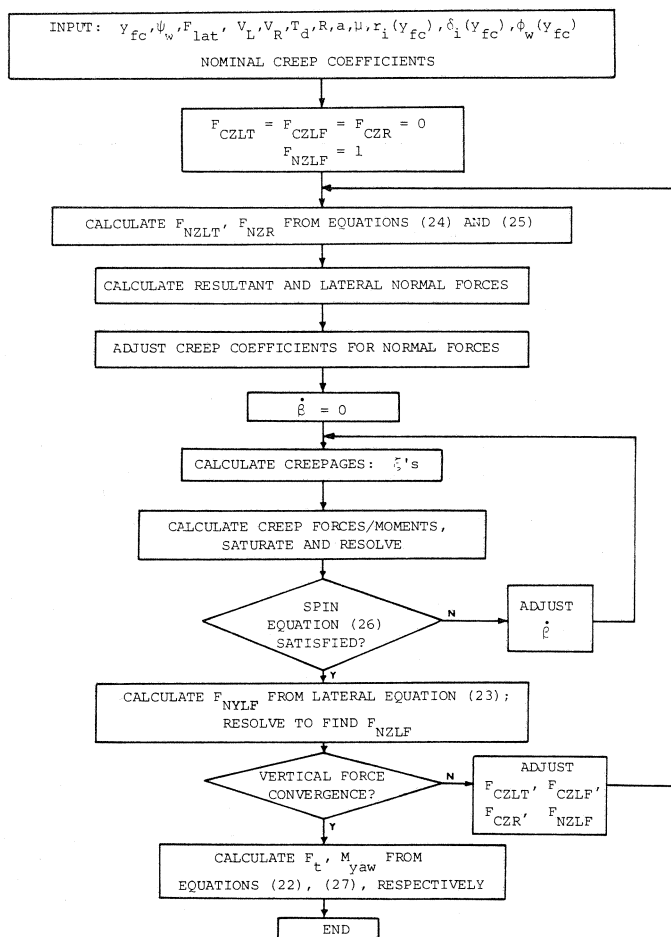 INPUT: y_fc, ψ_w, F_lat, V_L, V_R, T_d, R, a, μ, r_i(y_fc), δ_i(y_fc), φ_w(y_fc)
NOMINAL CREEP COEFFICIENTS
F_CZLT = F_CZLF = F_CZR = 0
F_NZLF = 1
CALCULATE F_NZLT, F_NZR FROM EQUATIONS (24) AND (25)
CALCULATE RESULTANT AND LATERAL NORMAL FORCES
ADJUST CREEP COEFFICIENTS FOR NORMAL FORCES
β̇ = 0
CALCULATE CREEPAGES: ξ's
CALCULATE CREEP FORCES/MOMENTS,
SATURATE AND RESOLVE
SPIN
EQUATION (26)
SATISFIED?
N
ADJUST
β̇
Y
CALCULATE F_NYLF FROM LATERAL EQUATION (23);
RESOLVE TO FIND F_NZLF
VERTICAL FORCE
CONVERGENCE?
N
ADJUST
F_CZLT, F_CZLF,
F_CZR, F_NZLF
Y
CALCULATE F_t, M_yaw FROM
EQUATIONS (22), (27), RESPECTIVELY
END